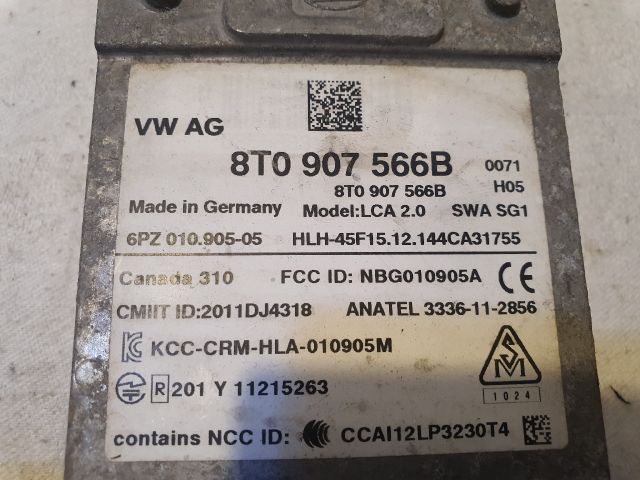 VW AG
8T0 907 566B 0071
8T0 907 566B H05
Made in Germany Model:LCA 2.0 SWA SG1
6PZ 010.905-05 HLH-45F15.12.144CA31755
Canada 310 FCC ID: NBG010905A CE
CMIIT ID:2011DJ4318 ANATEL 3336-11-2856
KCC-CRM-HLA-010905M
R 201 Y 11215263
SM
1024
contains NCC ID: CCAI12LP3230T4